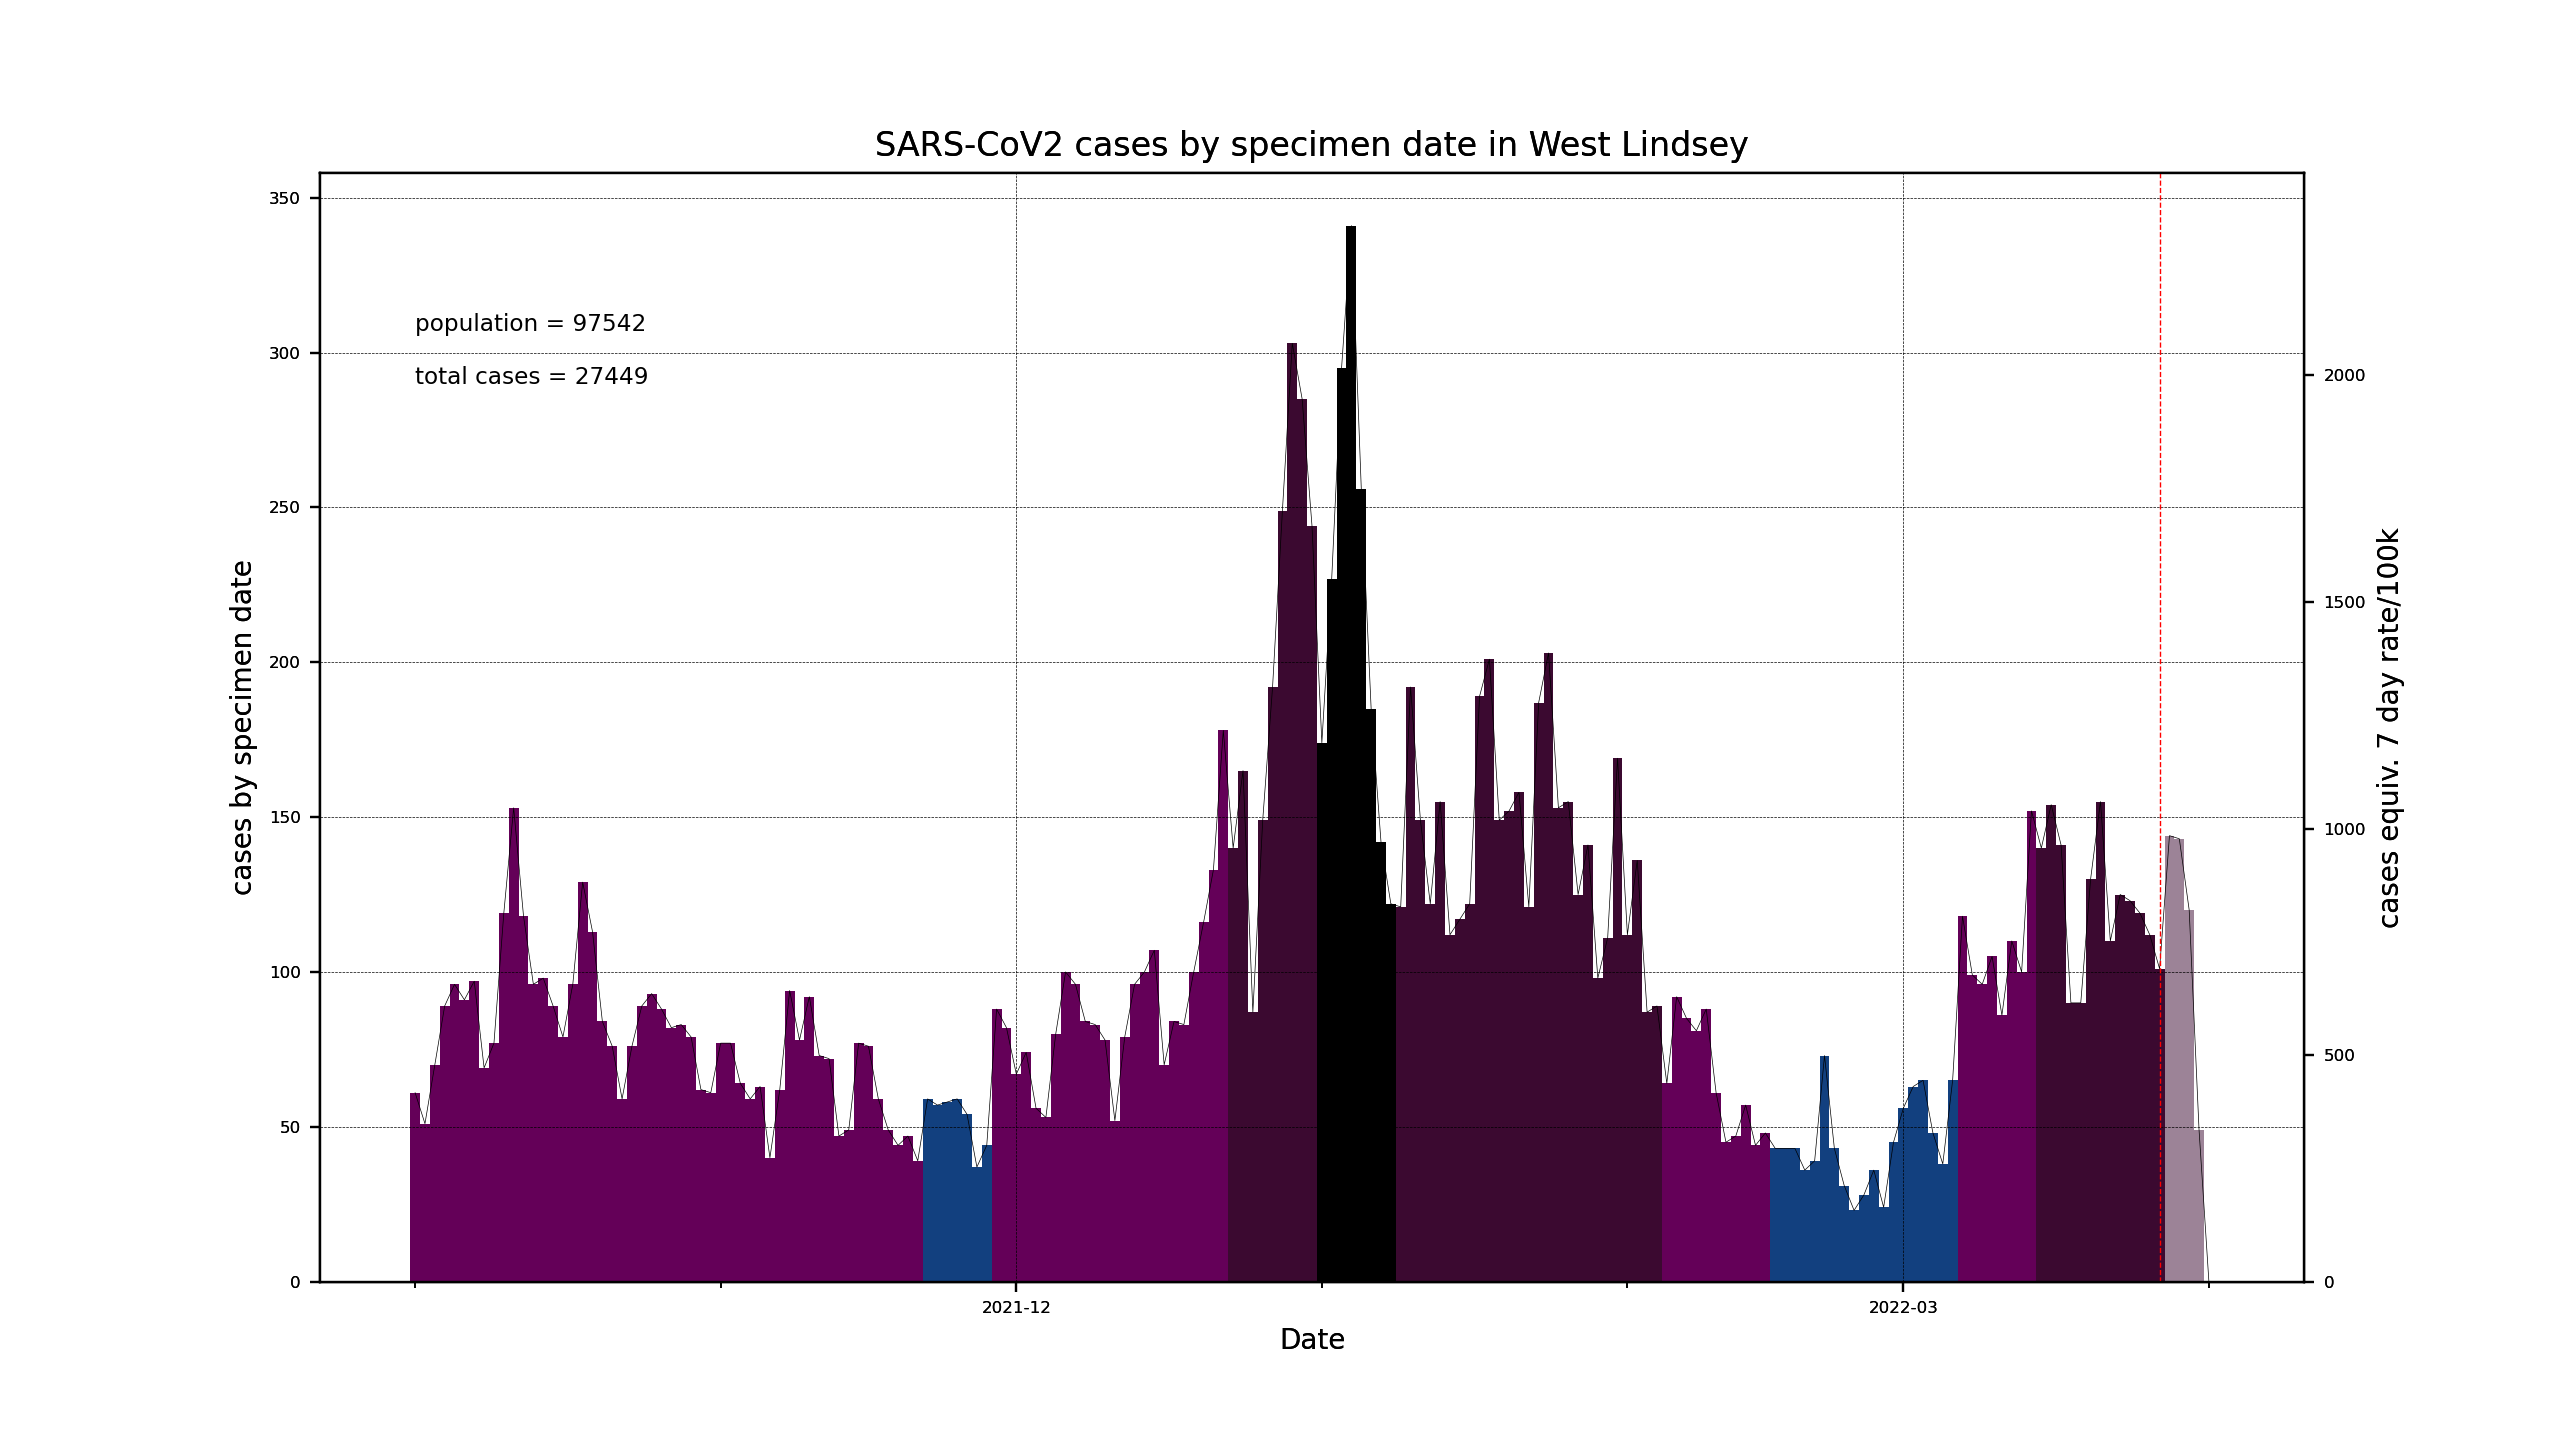 SARS-CoV2 cases by specimen date in West Lindsey
350
300
250
200
150
100
50
0
cases by specimen date
population = 97542
total cases = 27449
2000
1500
1000
500
0
cases equiv. 7 day rate/100k
2021-12
2022-03
Date